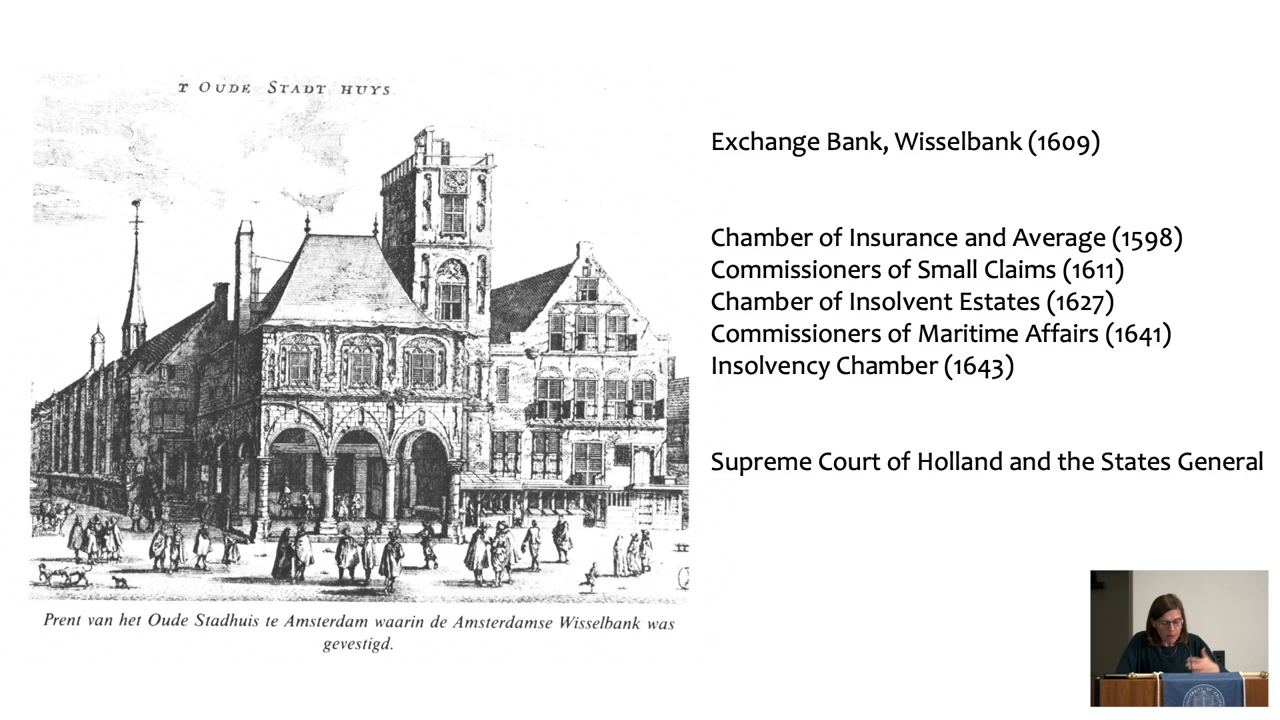 T OUDE STADT HUYS
Prent van het Oude Stadhuis te Amsterdam waarin de Amsterdamse Wisselbank was
gevestigd.
Exchange Bank, Wisselbank (1609)
Chamber of Insurance and Average (1598)
Commissioners of Small Claims (1611)
Chamber of Insolvent Estates (1627)
Commissioners of Maritime Affairs (1641)
Insolvency Chamber (1643)
Supreme Court of Holland and the States General